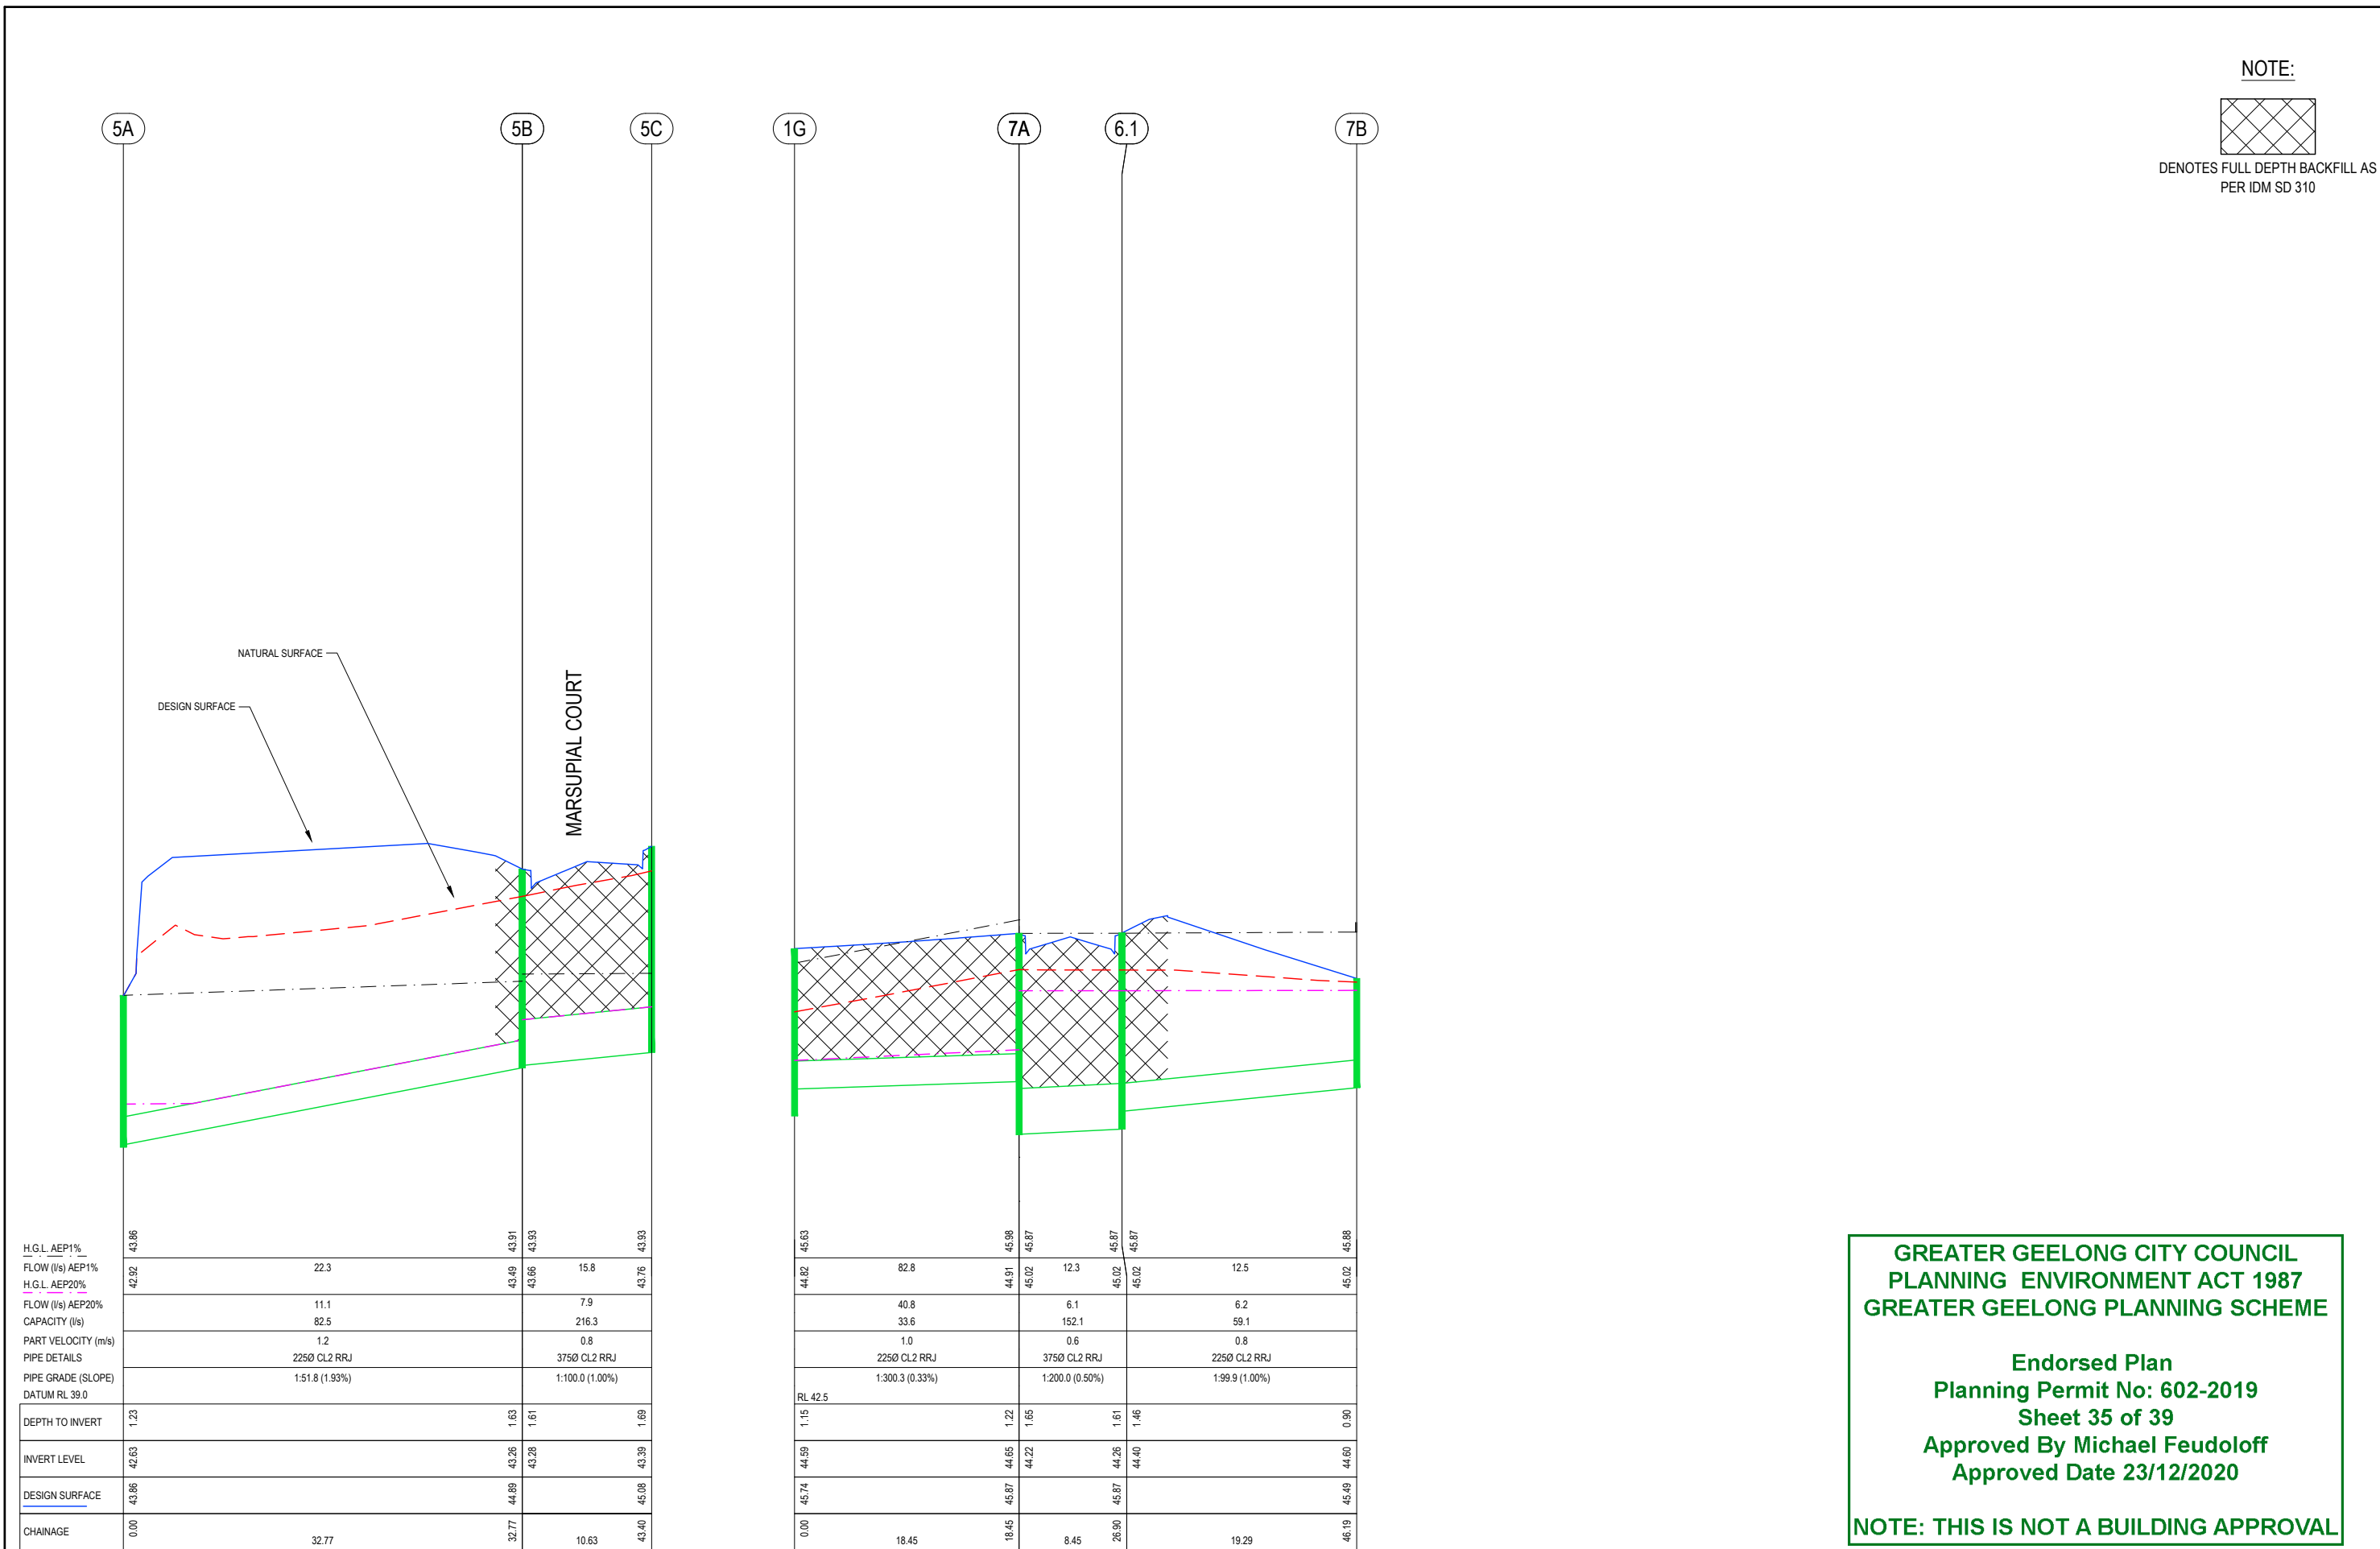 NOTE:
DENOTES FULL DEPTH BACKFILL AS
PER IDM SD 310
5A 5B 5C 1G 7A 6.1 7B
NATURAL SURFACE
DESIGN SURFACE
MARSUPIAL COURT
H.G.L. AEP1% 43.86 43.91 43.93 43.93 45.63 45.98 45.87 45.87 45.87 45.88
FLOW (l/s) AEP1% 22.3 15.8 82.8 12.3 12.5
H.G.L. AEP20% 42.92 43.49 43.66 43.76 44.82 44.91 45.02 45.02 45.02 45.02
FLOW (l/s) AEP20% 11.1 7.9 40.8 6.1 6.2
CAPACITY (l/s) 82.5 216.3 33.6 152.1 59.1
PART VELOCITY (m/s) 1.2 0.8 1.0 0.6 0.8
PIPE DETAILS 225Ø CL2 RRJ 375Ø CL2 RRJ 225Ø CL2 RRJ 375Ø CL2 RRJ 225Ø CL2 RRJ
PIPE GRADE (SLOPE) 1:51.8 (1.93%) 1:100.0 (1.00%) 1:300.3 (0.33%) 1:200.0 (0.50%) 1:99.9 (1.00%)
DATUM RL 39.0 RL 42.5
DEPTH TO INVERT 1.23 1.63 1.61 1.69 1.15 1.22 1.65 1.61 1.46 0.90
INVERT LEVEL 42.63 43.26 43.28 43.39 44.59 44.65 44.22 44.26 44.40 44.60
DESIGN SURFACE 43.86 44.89 45.08 45.74 45.87 45.87 45.49
CHAINAGE 0.00 32.77 32.77 10.63 43.40 0.00 18.45 18.45 8.45 26.90 19.29 46.19
GREATER GEELONG CITY COUNCIL
PLANNING ENVIRONMENT ACT 1987
GREATER GEELONG PLANNING SCHEME
Endorsed Plan
Planning Permit No: 602-2019
Sheet 35 of 39
Approved By Michael Feudoloff
Approved Date 23/12/2020
NOTE: THIS IS NOT A BUILDING APPROVAL